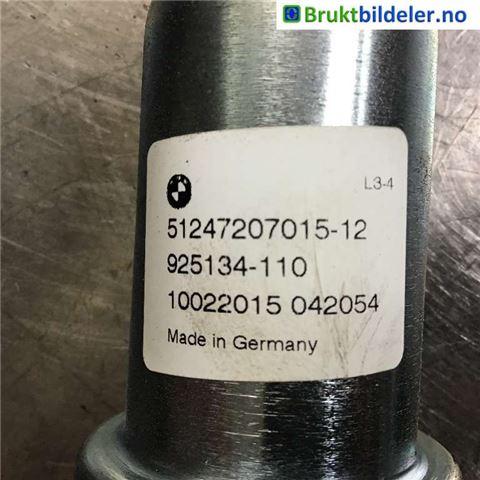 Bruktbildeler.no
L3-4
51247207015-12
925134-110
10022015 042054
Made in Germany